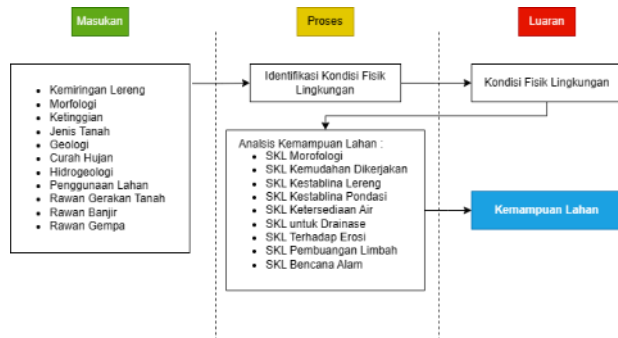 Masukan
Proses
Luaran
Kemiringan Lereng
Morfologi
Ketinggian
Jenis Tanah
Geologi
Curah Hujan
Hidrogeologi
Penggunaan Lahan
Rawan Gerakan Tanah
Rawan Banjir
Rawan Gempa
Identifikasi Kondisi Fisik
Lingkungan
Kondisi Fisik Lingkungan
Analsis Kemampuan Lahan :
SKL Morofologi
SKL Kemudahan Dikerjakan
SKL Kestablina Lereng
SKL Kestablina Pondasi
SKL Ketersediaan Air
SKL untuk Drainase
SKL Terhadap Erosi
SKL Pembuangan Limbah
SKL Bencana Alam
Kemampuan Lahan